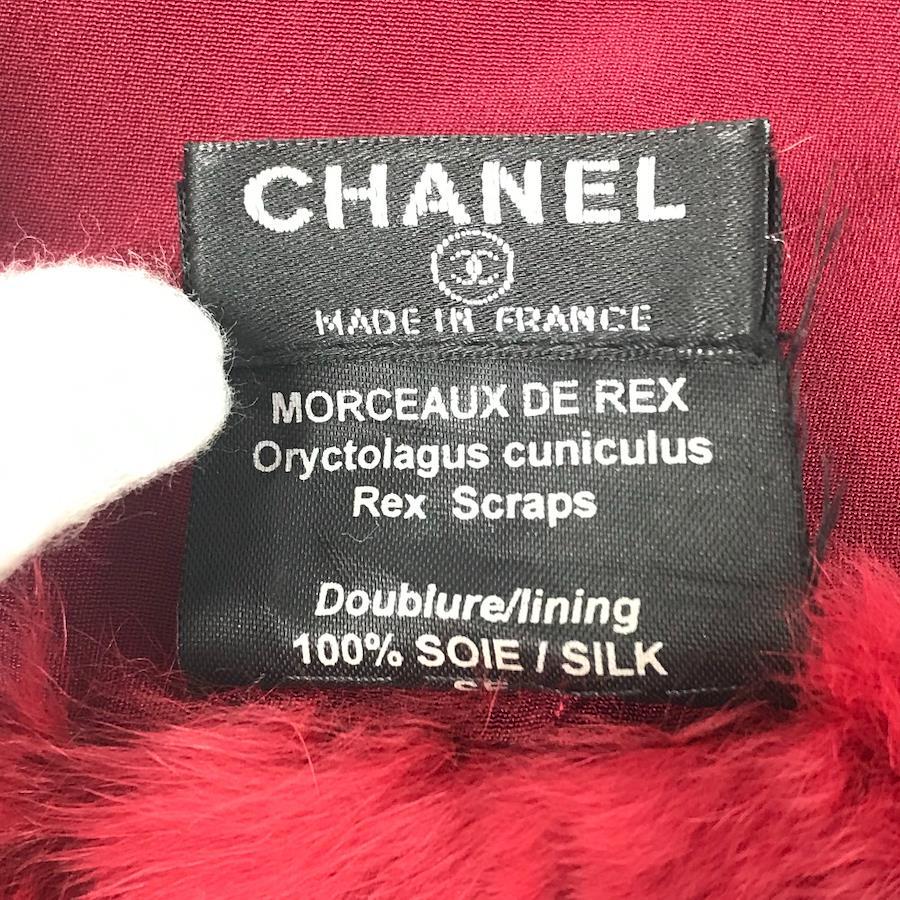 CHANEL
MADE IN FRANCE
MORCEAUX DE REX
Oryctolagus cuniculus
Rex Scraps
Doublure/lining
100% SOIE / SILK